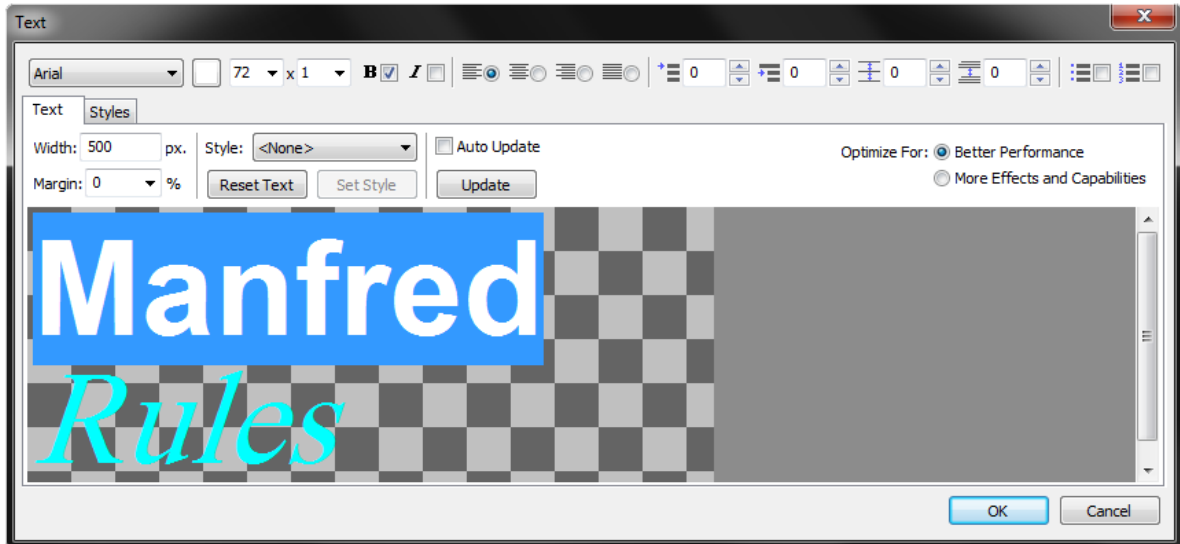 Text
Arial 72 x 1 B I 0 0 0 0
Text Styles
Width: 500 px. Style: <None> Auto Update Optimize For: Better Performance
Margin: 0 % Reset Text Set Style Update More Effects and Capabilities
Manfred
Rules
OK Cancel